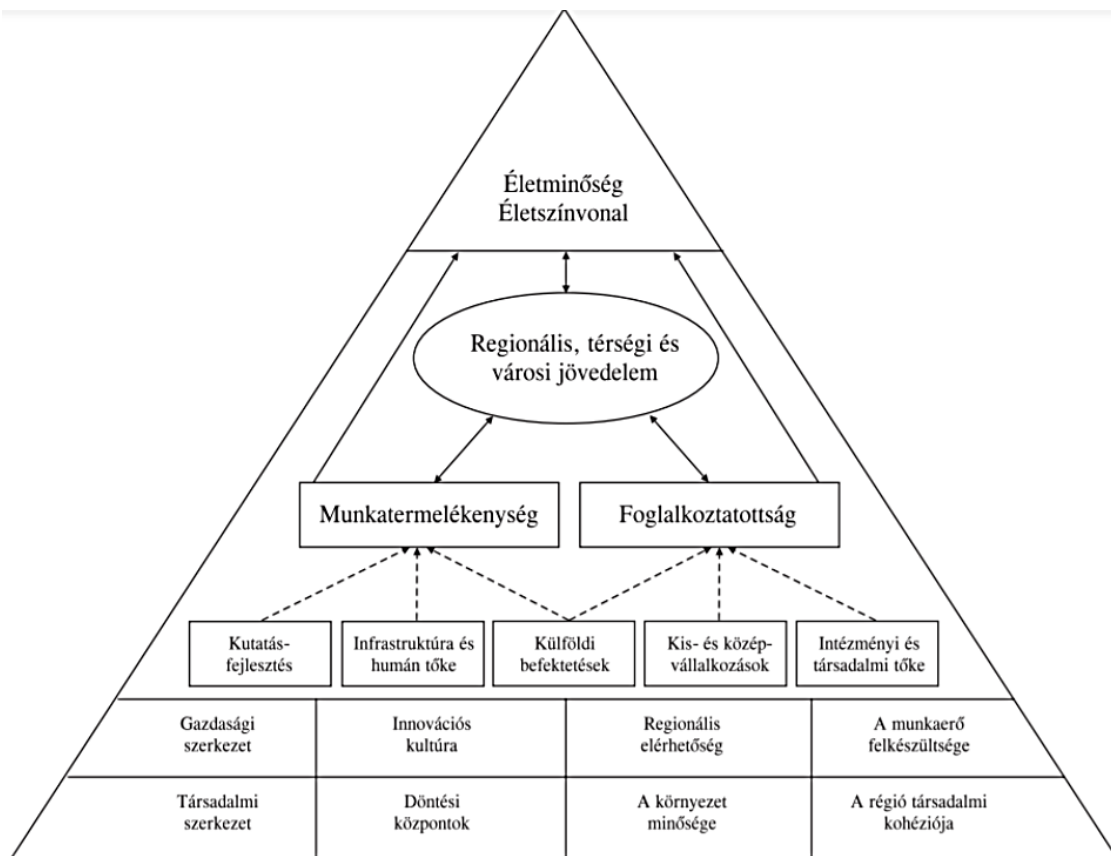 Életminőség
Életszínvonal
Regionális, térségi és
városi jövedelem
Munkatermelékenység
Foglalkoztatottság
Kutatás-
fejlesztés
Infrastruktúra és
humán tőke
Külföldi
befektetések
Kis- és közép-
vállalkozások
Intézményi és
társadalmi tőke
Gazdasági
szerkezet
Innovációs
kultúra
Regionális
elérhetőség
A munkaerő
felkészültsége
Társadalmi
szerkezet
Döntési
központok
A környezet
minősége
A régió társadalmi
kohéziója